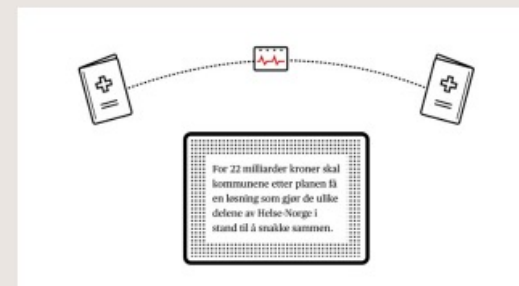 For 22 milliarder kroner skal
kommunene etter planen få
en løsning som gjør de ulike
delene av Helse-Norge i
stand til å snakke sammen.